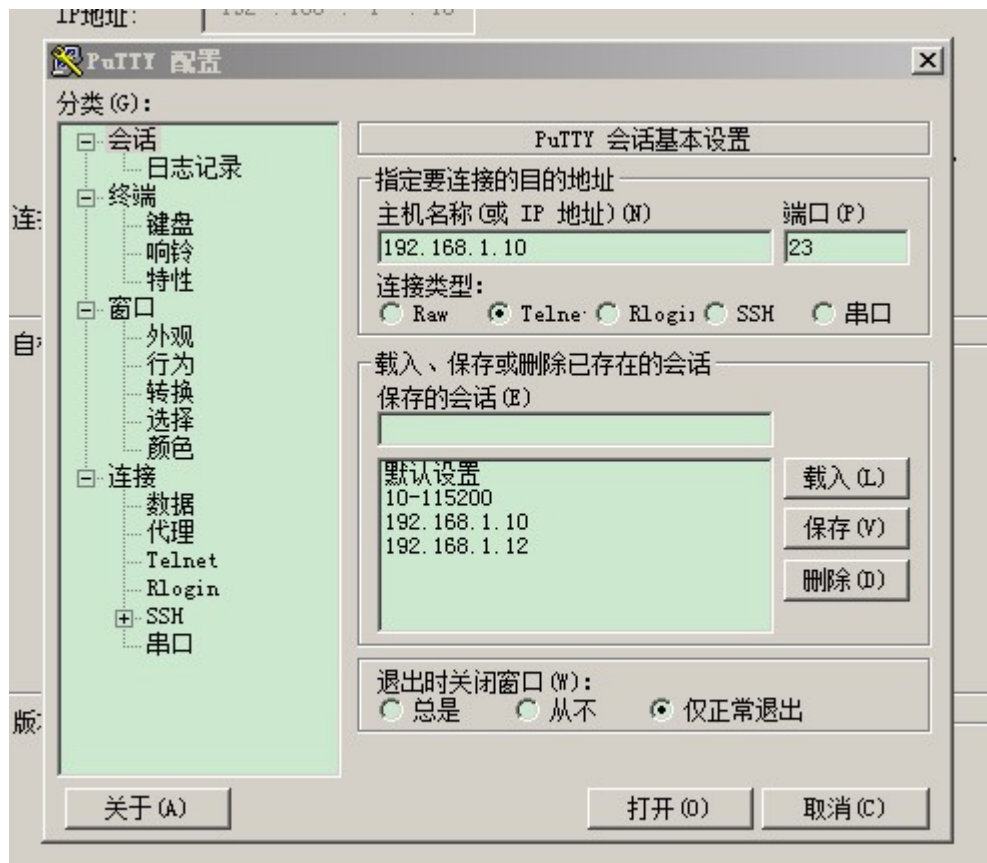 IP地址:
PuTTY 配置
分类(G):
会话
日志记录
终端
键盘
响铃
特性
窗口
外观
行为
转换
选择
颜色
连接
数据
代理
Telnet
Rlogin
SSH
串口
PuTTY 会话基本设置
指定要连接的目的地址
主机名称(或 IP 地址)(N) 端口(P)
192.168.1.10 23
连接类型:
Raw Telne Rlogi SSH 串口
载入、保存或删除已存在的会话
保存的会话(E)
默认设置
10-115200
192.168.1.10
192.168.1.12
载入(L)
保存(V)
删除(D)
退出时关闭窗口(W):
总是 从不 仅正常退出
关于(A) 打开(O) 取消(C)
连
自
版